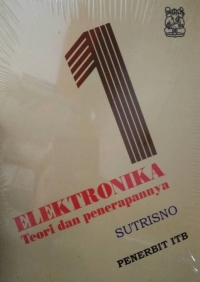 1
ELEKTRONIKA
Teori dan penerapannya
SUTRISNO
PENERBIT ITB